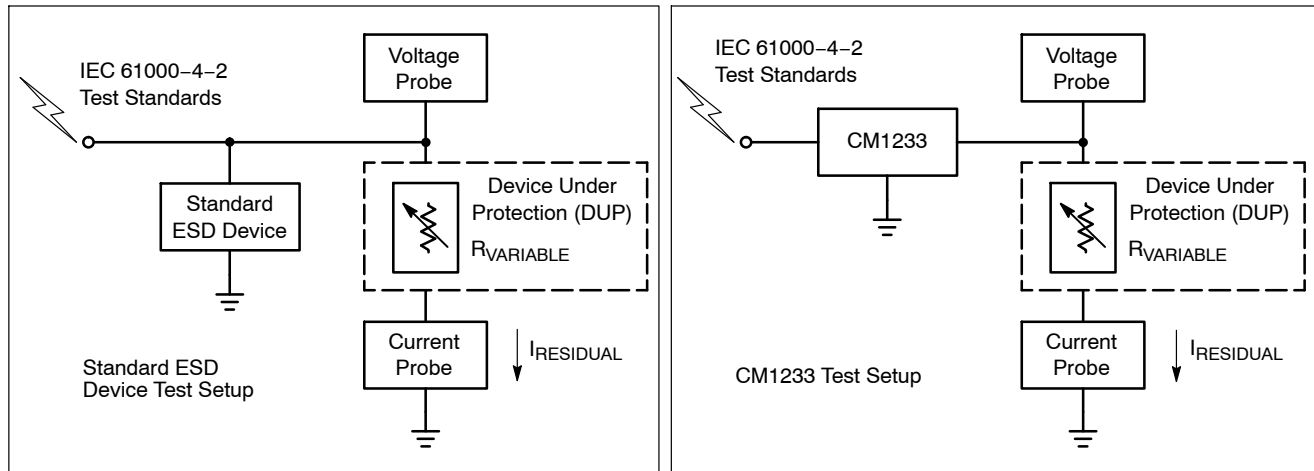 IEC 61000−4−2
Test Standards
Voltage
Probe
Standard
ESD Device
Device Under
Protection (DUP)
RVARIABLE
Current
Probe
IRESIDUAL
Standard ESD
Device Test Setup
IEC 61000−4−2
Test Standards
Voltage
Probe
CM1233
Device Under
Protection (DUP)
RVARIABLE
Current
Probe
IRESIDUAL
CM1233 Test Setup